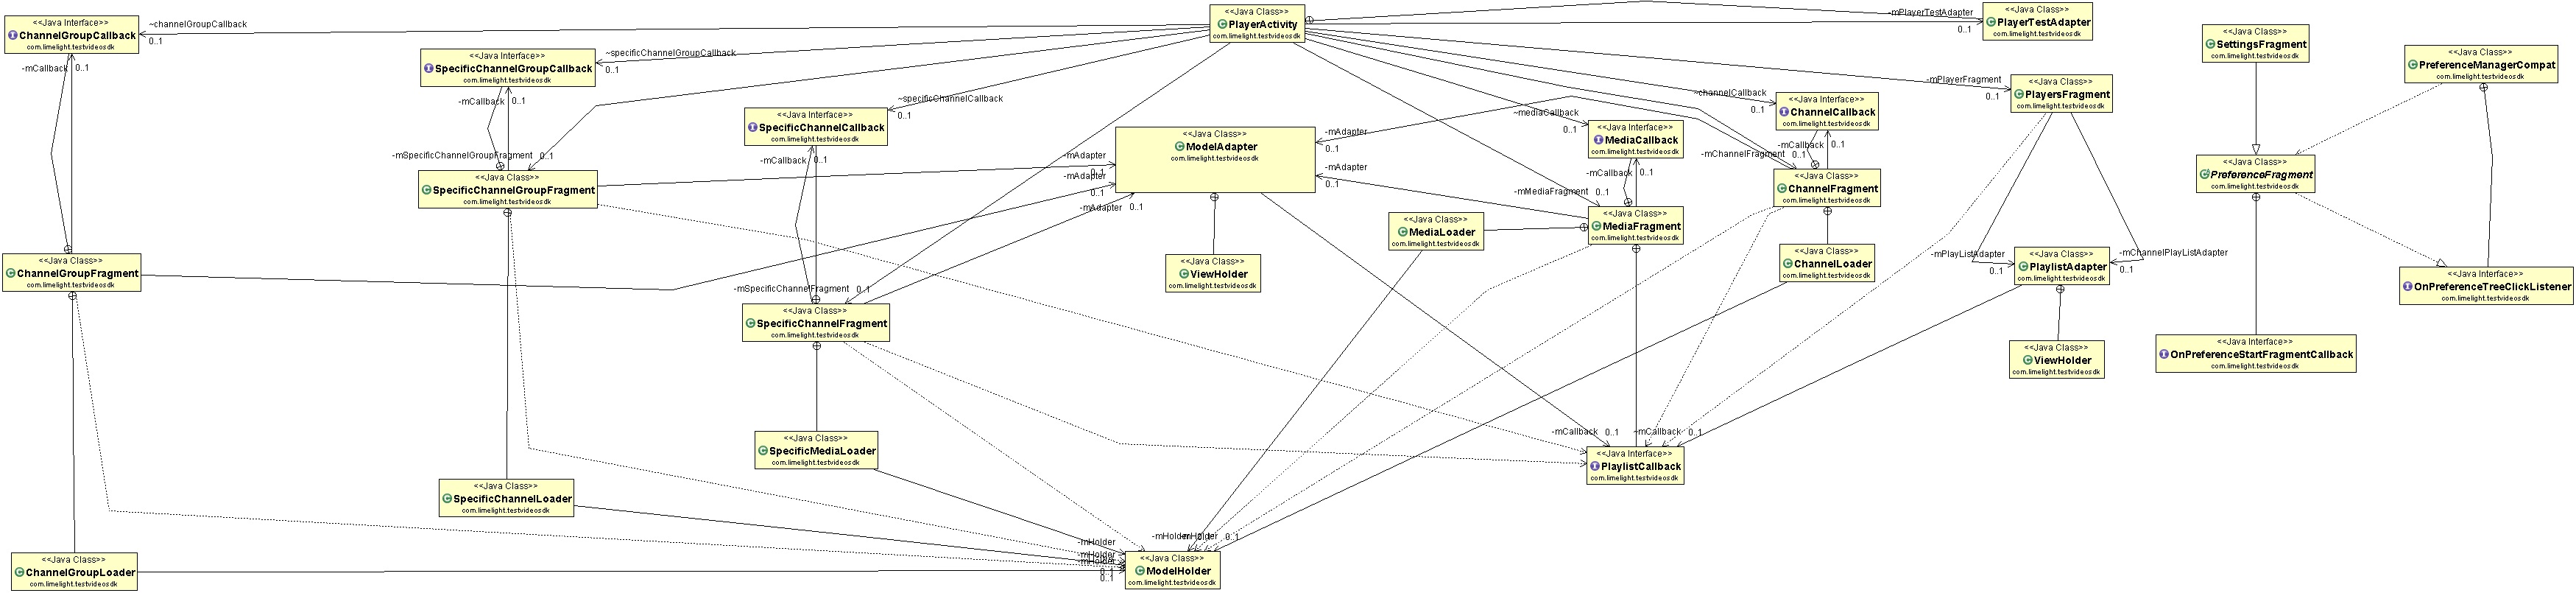 <<Java Interface>>
ChannelGroupCallback
com.limelight.testvideosdk
~channelGroupCallback
0..1
-mCallback
0..1
<<Java Class>>
PlayerActivity
com.limelight.testvideosdk
-mPlayerTestAdapter
0..1
<<Java Class>>
PlayerTestAdapter
com.limelight.testvideosdk
<<Java Class>>
SettingsFragment
com.limelight.testvideosdk
<<Java Class>>
PreferenceManagerCompat
com.limelight.testvideosdk
<<Java Interface>>
SpecificChannelGroupCallback
com.limelight.testvideosdk
~specificChannelGroupCallback
0..1
-mCallback
0..1
-mPlayerFragment
0..1
<<Java Class>>
PlayersFragment
com.limelight.testvideosdk
<<Java Interface>>
SpecificChannelCallback
com.limelight.testvideosdk
~specificChannelCallback
0..1
-mCallback
0..1
<<Java Class>>
ModelAdapter
com.limelight.testvideosdk
-mAdapter
0..1
-mAdapter
0..1
-mAdapter
0..1
-mAdapter
0..1
-mAdapter
0..1
~mediaCallback
0..1
<<Java Interface>>
MediaCallback
com.limelight.testvideosdk
-mCallback
0..1
~channelCallback
0..1
<<Java Interface>>
ChannelCallback
com.limelight.testvideosdk
-mCallback
0..1
-mChannelFragment
0..1
<<Java Class>>
ChannelFragment
com.limelight.testvideosdk
<<Java Class>>
PreferenceFragment
com.limelight.testvideosdk
-mSpecificChannelGroupFragment
0..1
<<Java Class>>
SpecificChannelGroupFragment
com.limelight.testvideosdk
-mMediaFragment
0..1
<<Java Class>>
MediaFragment
com.limelight.testvideosdk
<<Java Class>>
MediaLoader
com.limelight.testvideosdk
<<Java Class>>
ChannelLoader
com.limelight.testvideosdk
-mPlayListAdapter
0..1
<<Java Class>>
PlaylistAdapter
com.limelight.testvideosdk
-mChannelPlayListAdapter
0..1
<<Java Class>>
ChannelGroupFragment
com.limelight.testvideosdk
<<Java Class>>
ViewHolder
com.limelight.testvideosdk
<<Java Interface>>
OnPreferenceTreeClickListener
com.limelight.testvideosdk
-mSpecificChannelFragment
0..1
<<Java Class>>
SpecificChannelFragment
com.limelight.testvideosdk
<<Java Class>>
ViewHolder
com.limelight.testvideosdk
<<Java Interface>>
OnPreferenceStartFragmentCallback
com.limelight.testvideosdk
<<Java Class>>
SpecificMediaLoader
com.limelight.testvideosdk
-mCallback
0..1
-mCallback
0..1
<<Java Interface>>
PlaylistCallback
com.limelight.testvideosdk
<<Java Class>>
SpecificChannelLoader
com.limelight.testvideosdk
<<Java Class>>
ChannelGroupLoader
com.limelight.testvideosdk
-mHolder
-mHolder
-mHolder
0..1
0..1
-mHolder
-mHolder
0..1
<<Java Class>>
ModelHolder
com.limelight.testvideosdk